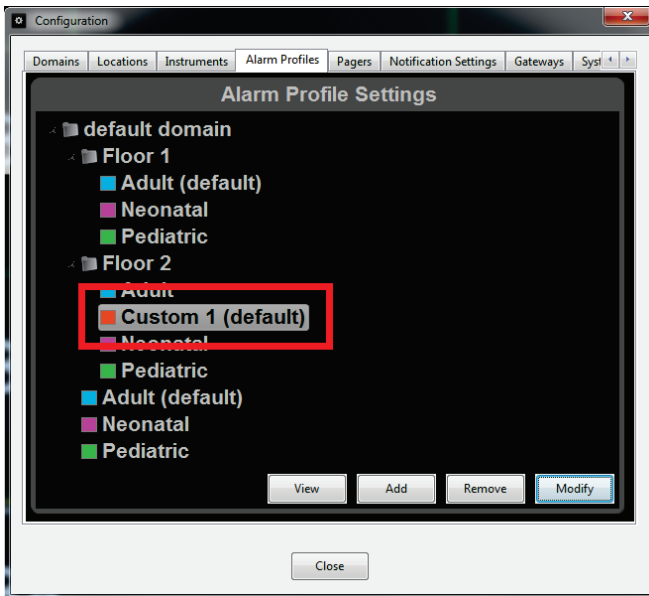 Configuration
Domains Locations Instruments Alarm Profiles Pagers Notification Settings Gateways Syst
Alarm Profile Settings
default domain
Floor 1
Adult (default)
Neonatal
Pediatric
Floor 2
Adult
Custom 1 (default)
Neonatal
Pediatric
Adult (default)
Neonatal
Pediatric
View Add Remove Modify
Close